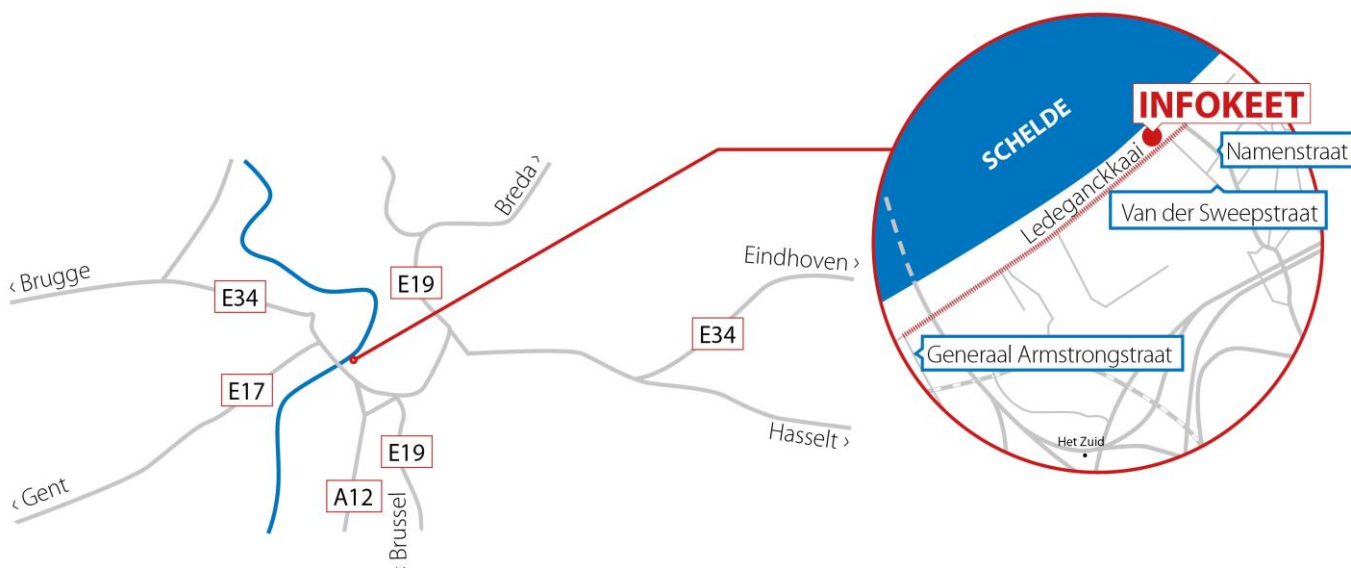 ‹ Brugge
E34
E17
‹ Gent
E19
Breda ›
A12
E19
‹ Brussel
Eindhoven ›
E34
Hasselt ›
SCHELDE
INFOKEET
Ledeganckkaai
Namenstraat
Van der Sweepstraat
Generaal Armstrongstraat
Het Zuid